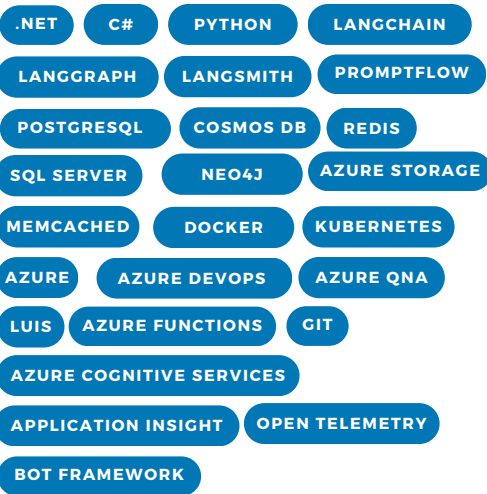 .NET C# PYTHON LANGCHAIN
LANGGRAPH LANGSMITH PROMPTFLOW
POSTGRESQL COSMOS DB REDIS
SQL SERVER NEO4J AZURE STORAGE
MEMCACHED DOCKER KUBERNETES
AZURE AZURE DEVOPS AZURE QNA
LUIS AZURE FUNCTIONS GIT
AZURE COGNITIVE SERVICES
APPLICATION INSIGHT OPEN TELEMETRY
BOT FRAMEWORK